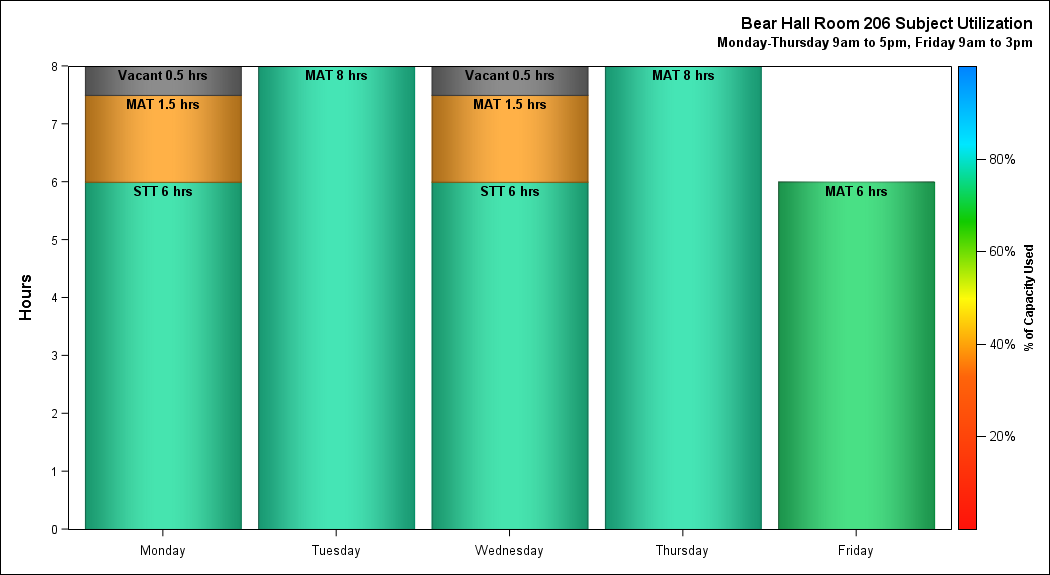 Bear Hall Room 206 Subject Utilization
Monday-Thursday 9am to 5pm, Friday 9am to 3pm
Hours
8
7
6
5
4
3
2
1
0
Vacant 0.5 hrs
MAT 1.5 hrs
STT 6 hrs
MAT 8 hrs
Vacant 0.5 hrs
MAT 1.5 hrs
STT 6 hrs
MAT 8 hrs
MAT 6 hrs
Monday
Tuesday
Wednesday
Thursday
Friday
80%
60%
40%
20%
% of Capacity Used